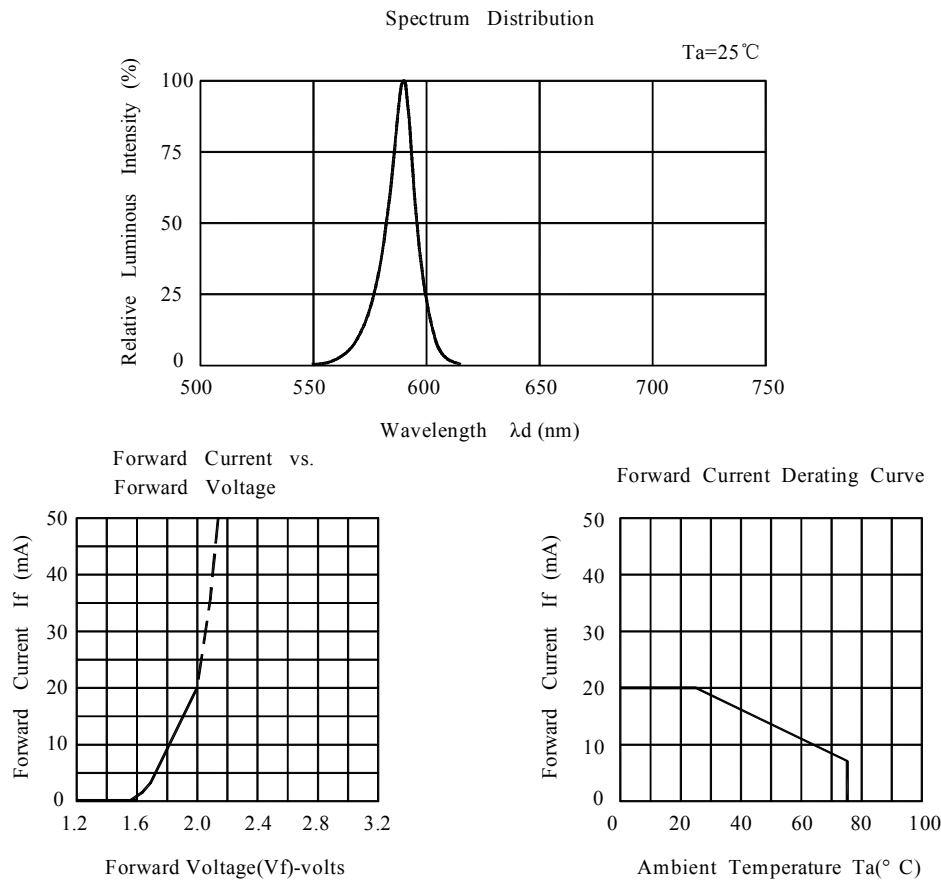 Spectrum Distribution
Ta=25℃
Relative Luminous Intensity (%)
100
75
50
25
0
500 550 600 650 700 750
Wavelength λd (nm)
Forward Current vs.
Forward Voltage
Forward Current If (mA)
50
40
30
20
10
0
1.2 1.6 2.0 2.4 2.8 3.2
Forward Voltage(Vf)-volts
Forward Current Derating Curve
Forward Current If (mA)
50
40
30
20
10
0
0 20 40 60 80 100
Ambient Temperature Ta(° C)